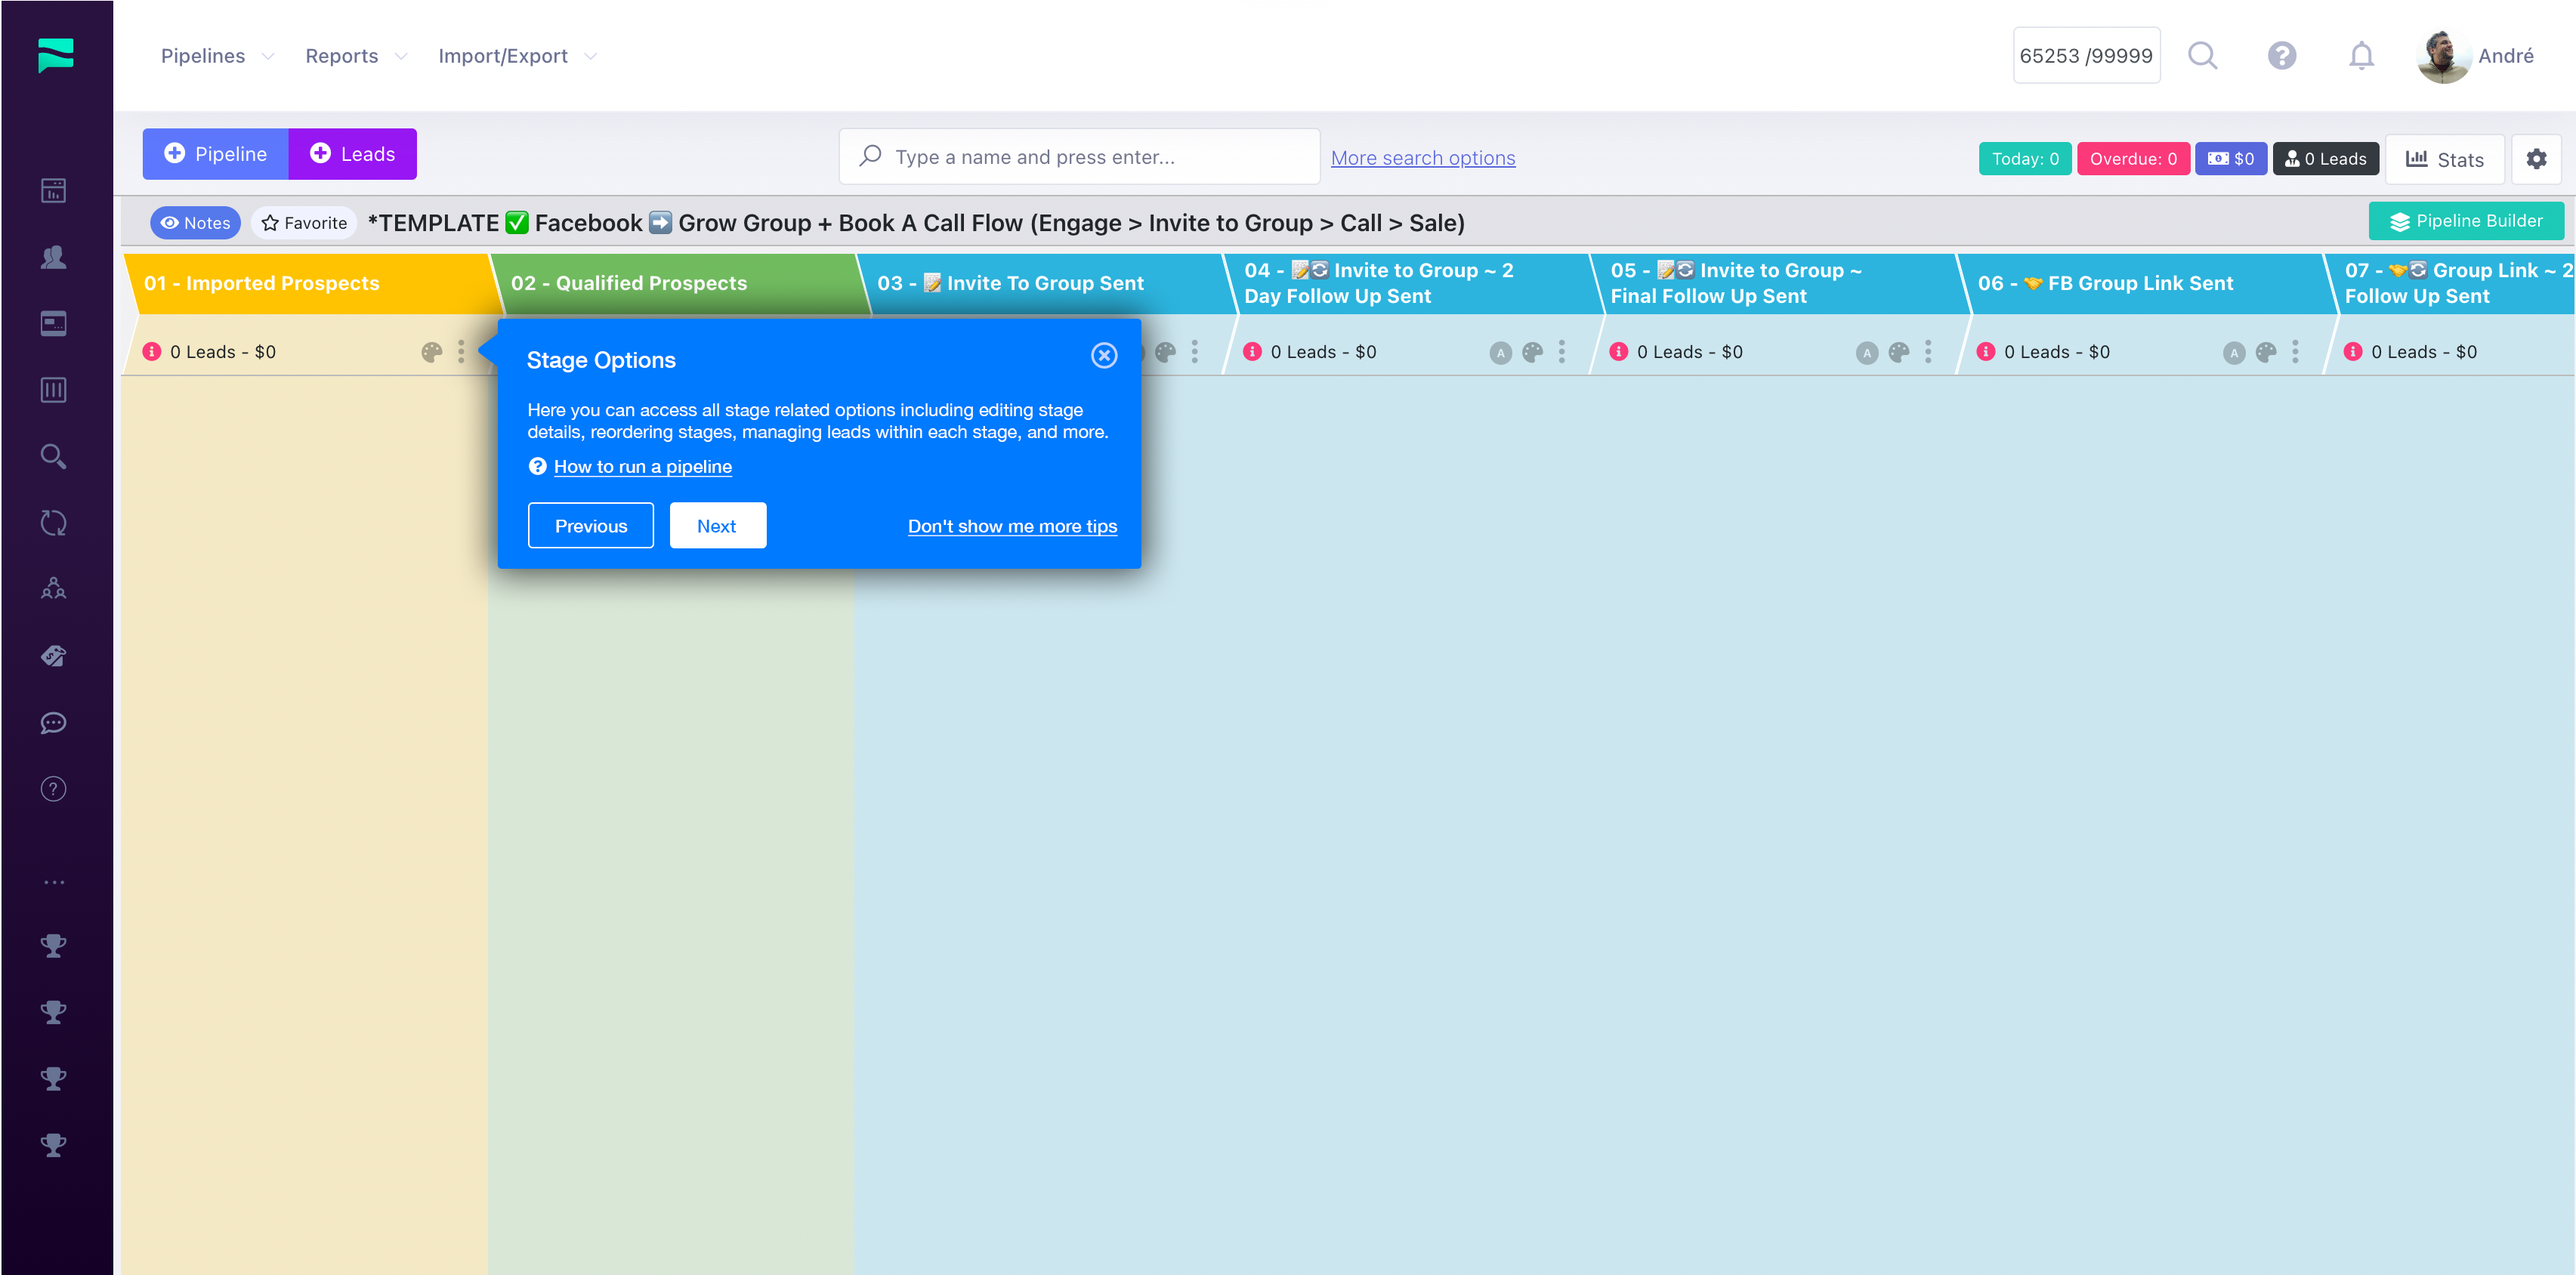 Pipelines
Reports
Import/Export
65253 /99999
André
Pipeline
Leads
Type a name and press enter...
More search options
Today: 0
Overdue: 0
$0
0 Leads
Stats
Notes
Favorite
*TEMPLATE ✅ Facebook ➡️ Grow Group + Book A Call Flow (Engage > Invite to Group > Call > Sale)
Pipeline Builder
01 - Imported Prospects
02 - Qualified Prospects
03 - 📝 Invite To Group Sent
04 - 📝🔄 Invite to Group ~ 2
Day Follow Up Sent
05 - 📝🔄 Invite to Group ~
Final Follow Up Sent
06 - 🤝 FB Group Link Sent
07 - 🤝🔄 Group Link ~ 2
Follow Up Sent
0 Leads - $0
A
0 Leads - $0
A
0 Leads - $0
A
0 Leads - $0
0 Leads - $0
Stage Options
Here you can access all stage related options including editing stage
details, reordering stages, managing leads within each stage, and more.
How to run a pipeline
Previous
Next
Don't show me more tips